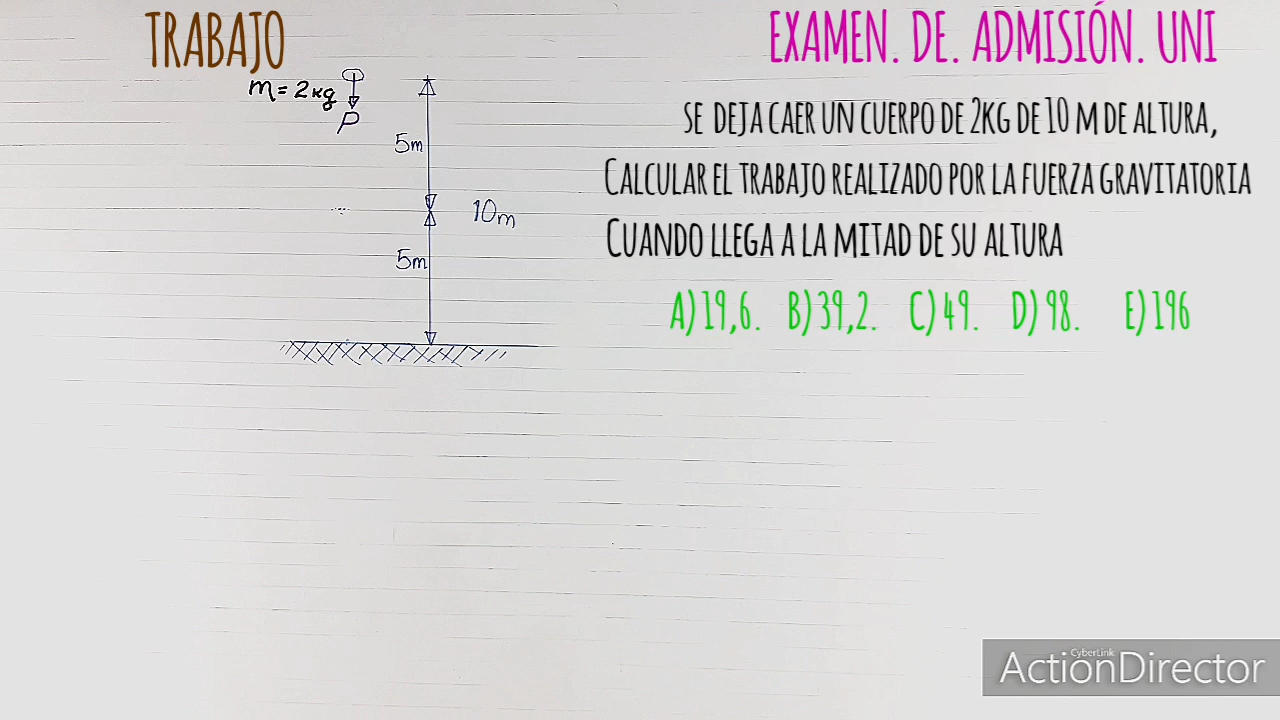 TRABAJO
EXAMEN. DE. ADMISIÓN. UNI
m = 2kg
P
5m
10m
5m
SE DEJA CAER UN CUERPO DE 2KG DE 10 M DE ALTURA,
CALCULAR EL TRABAJO REALIZADO POR LA FUERZA GRAVITATORIA
CUANDO LLEGA A LA MITAD DE SU ALTURA
A) 19,6. B) 39,2. C) 49. D) 98. E) 196
CyberLink
ActionDirector